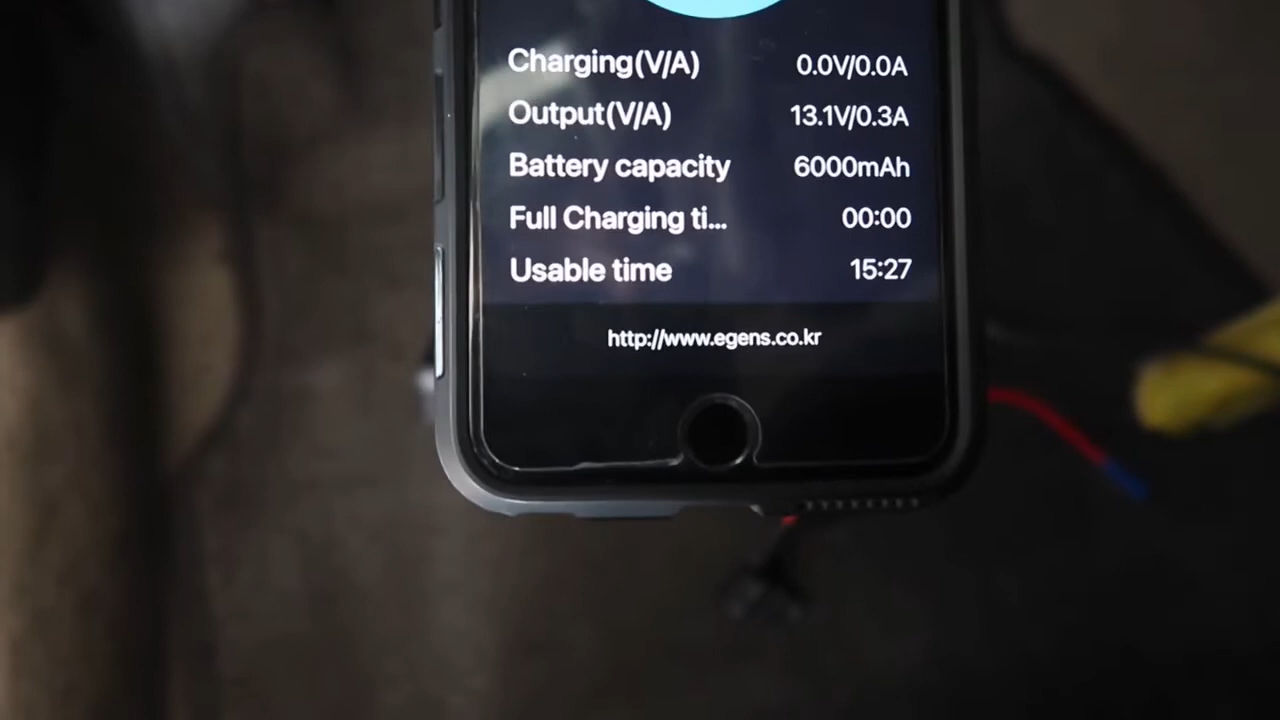 Charging(V/A) 0.0V/0.0A
Output(V/A) 13.1V/0.3A
Battery capacity 6000mAh
Full Charging ti... 00:00
Usable time 15:27
http://www.egens.co.kr